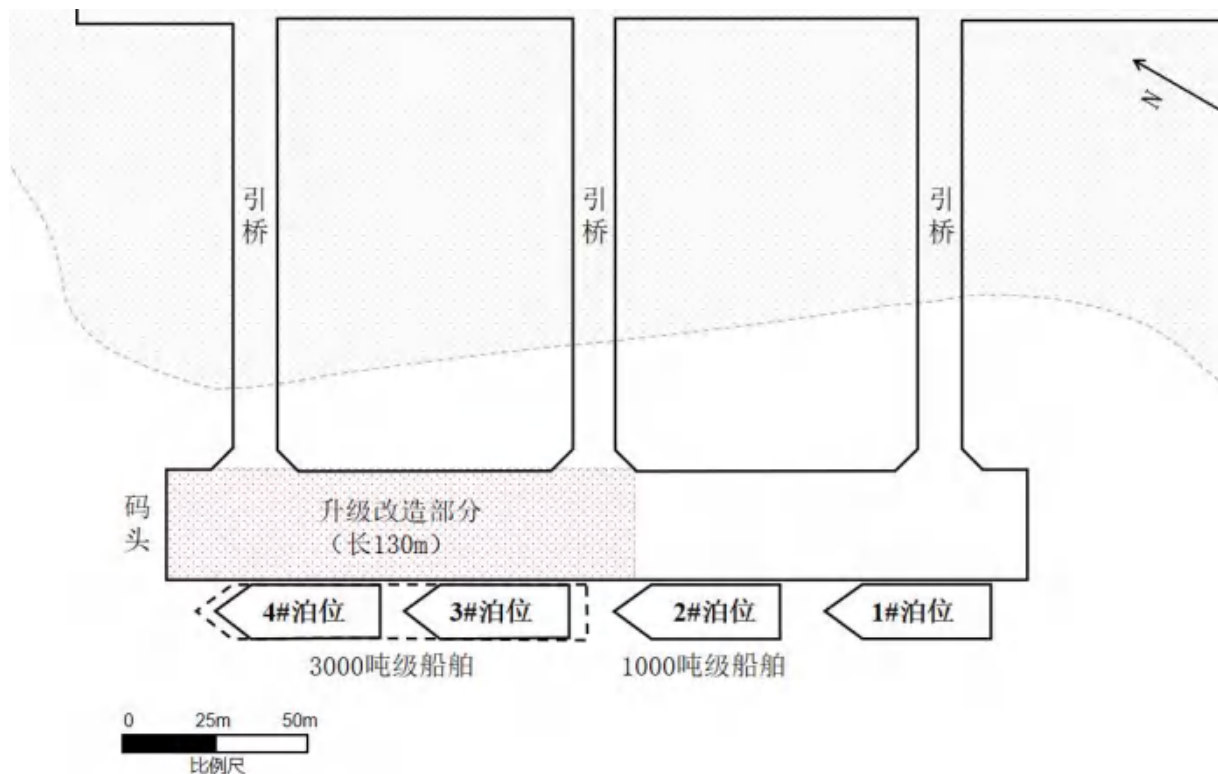 N
引桥
引桥
引桥
码头
升级改造部分
（长130m）
4#泊位
3#泊位
2#泊位
1#泊位
3000吨级船舶
1000吨级船舶
0 25m 50m
比例尺